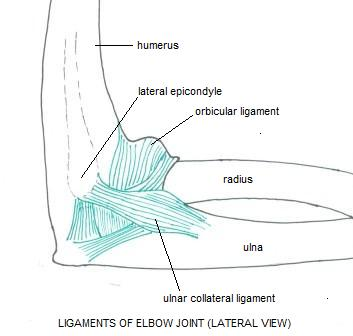 humerus
lateral epicondyle
orbicular ligament
radius
ulna
ulnar collateral ligament
LIGAMENTS OF ELBOW JOINT (LATERAL VIEW)